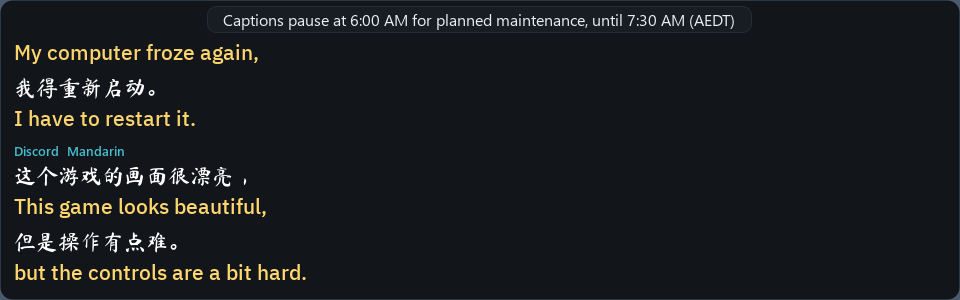 Captions pause at 6:00 AM for planned maintenance, until 7:30 AM (AEDT)
My computer froze again,
我得重新启动。
I have to restart it.
Discord Mandarin
这个游戏的画面很漂亮，
This game looks beautiful,
但是操作有点难。
but the controls are a bit hard.